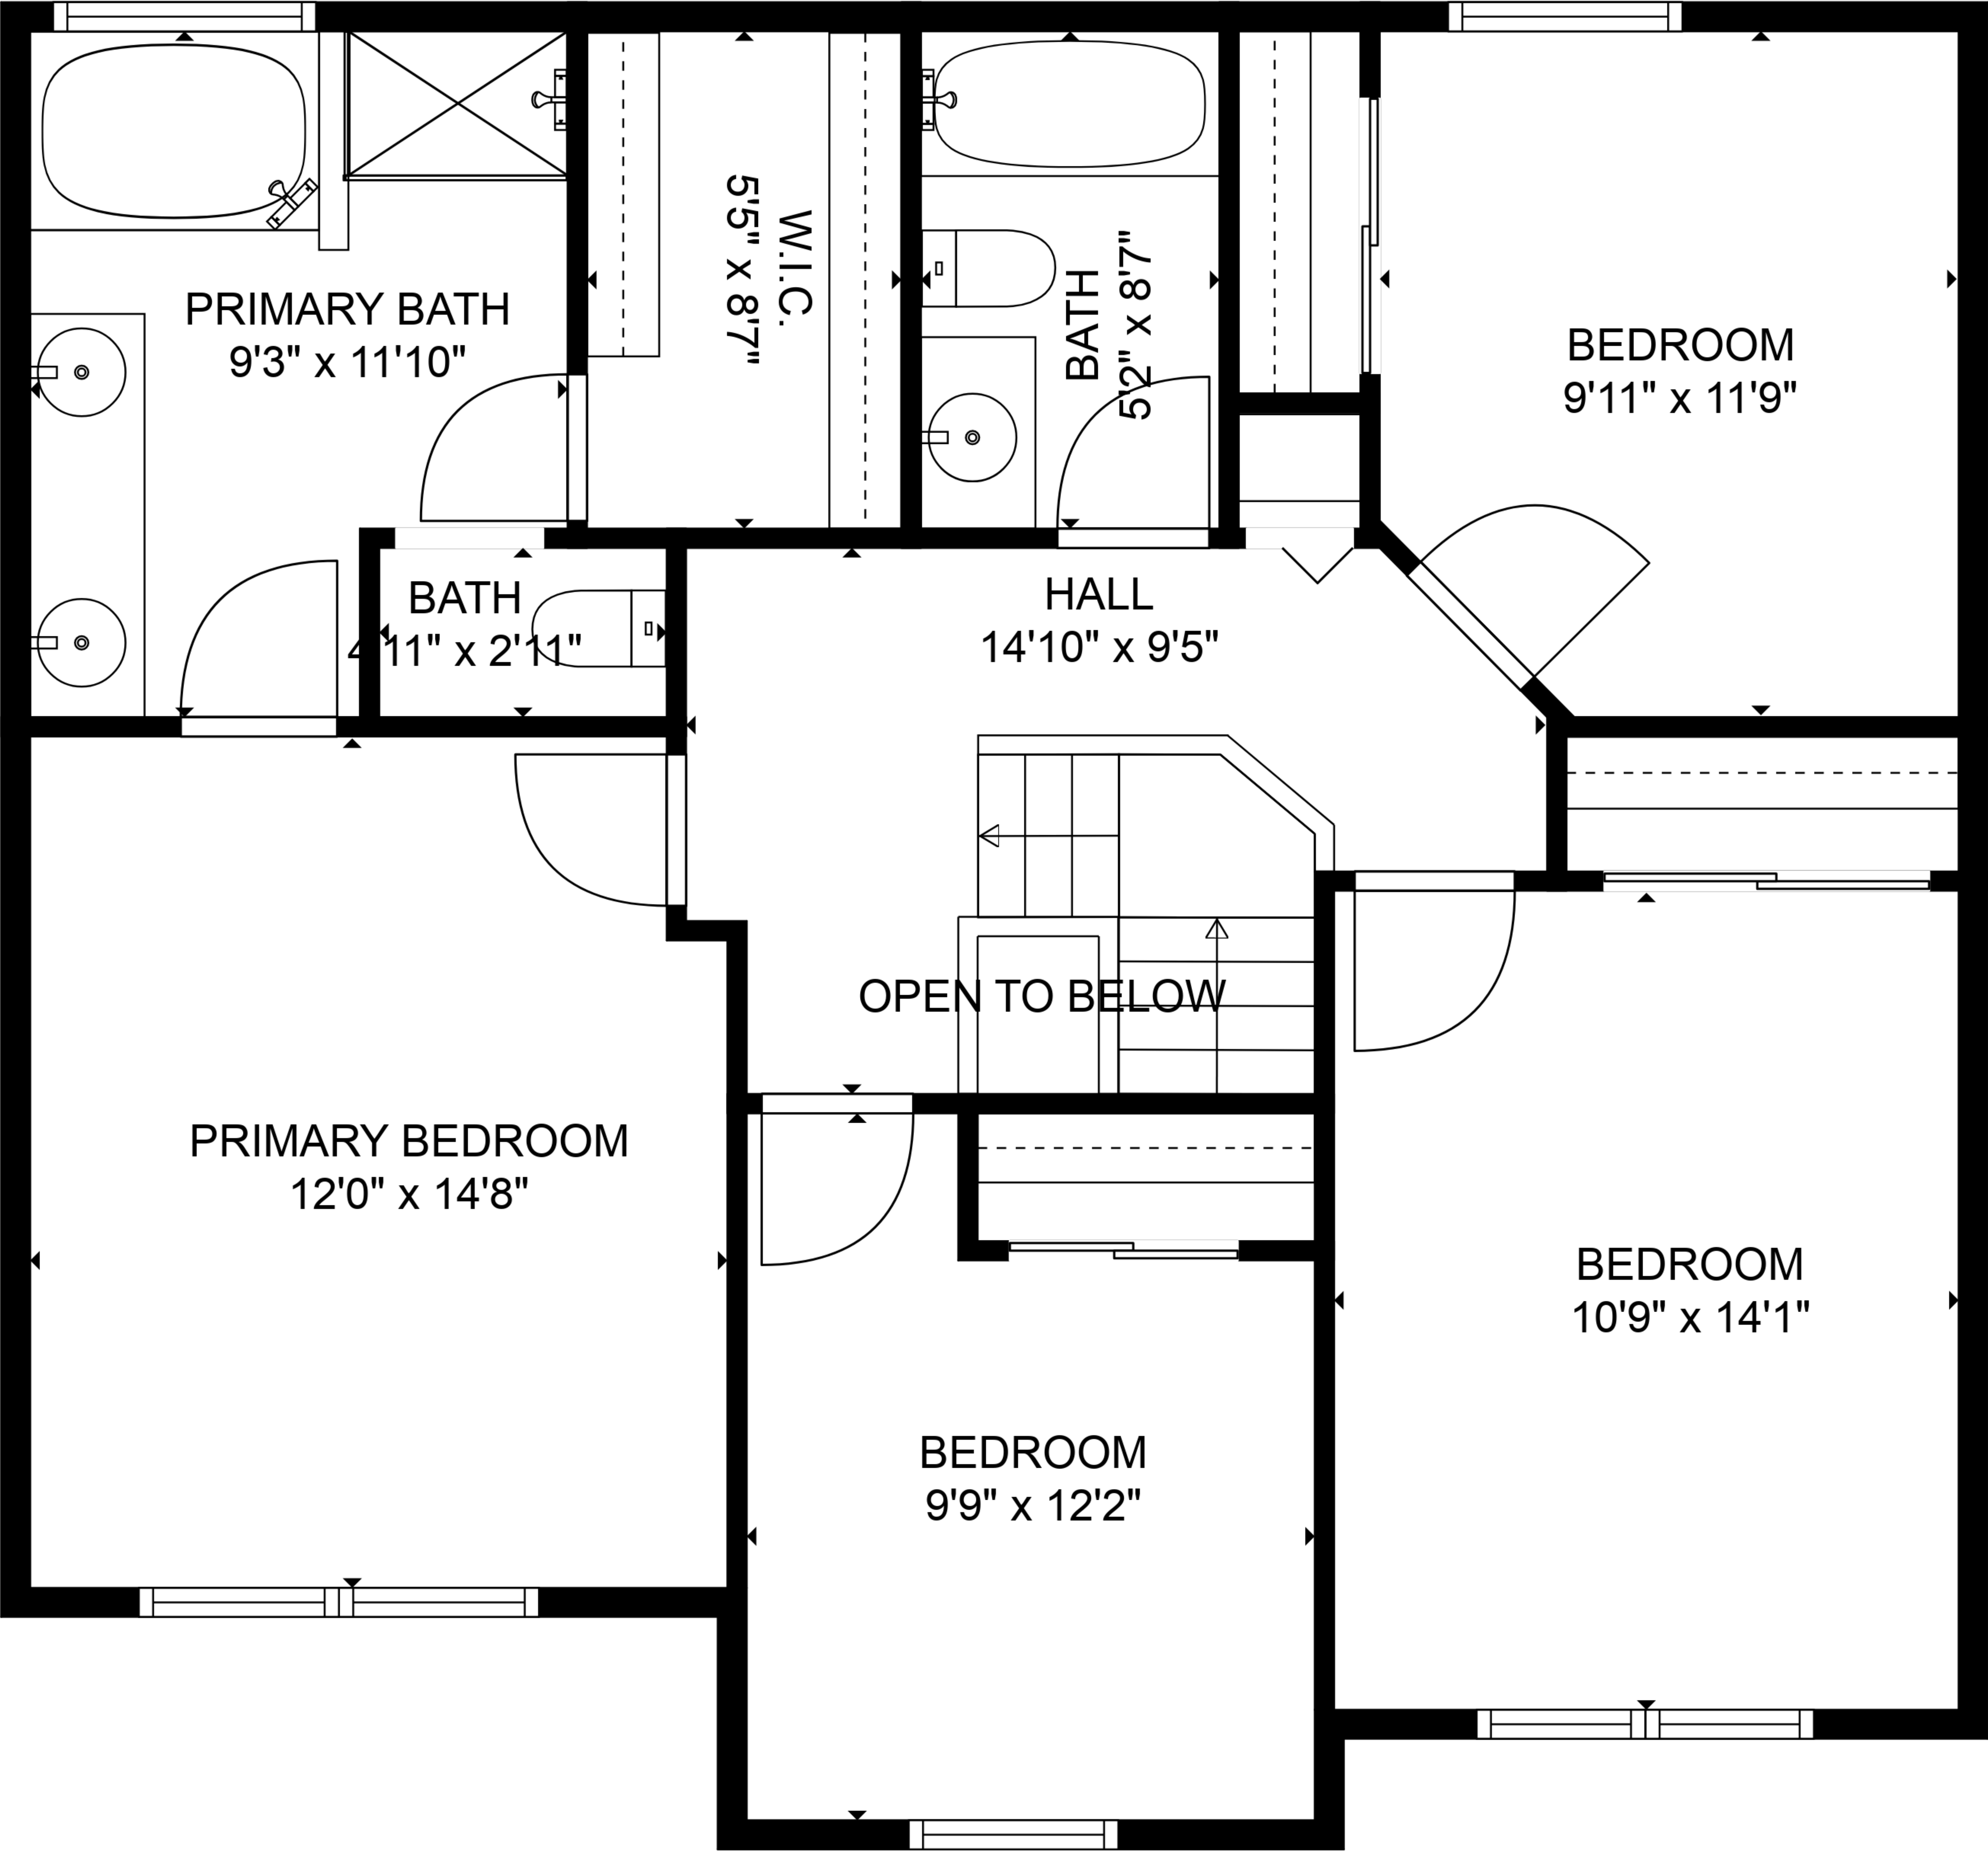 PRIMARY BATH
9'3" x 11'10"
W.I.C.
5'5" x 8'7"
BATH
5'2" x 8'7"
BEDROOM
9'11" x 11'9"
BATH
4'11" x 2'11"
HALL
14'10" x 9'5"
OPEN TO BELOW
PRIMARY BEDROOM
12'0" x 14'8"
BEDROOM
10'9" x 14'1"
BEDROOM
9'9" x 12'2"